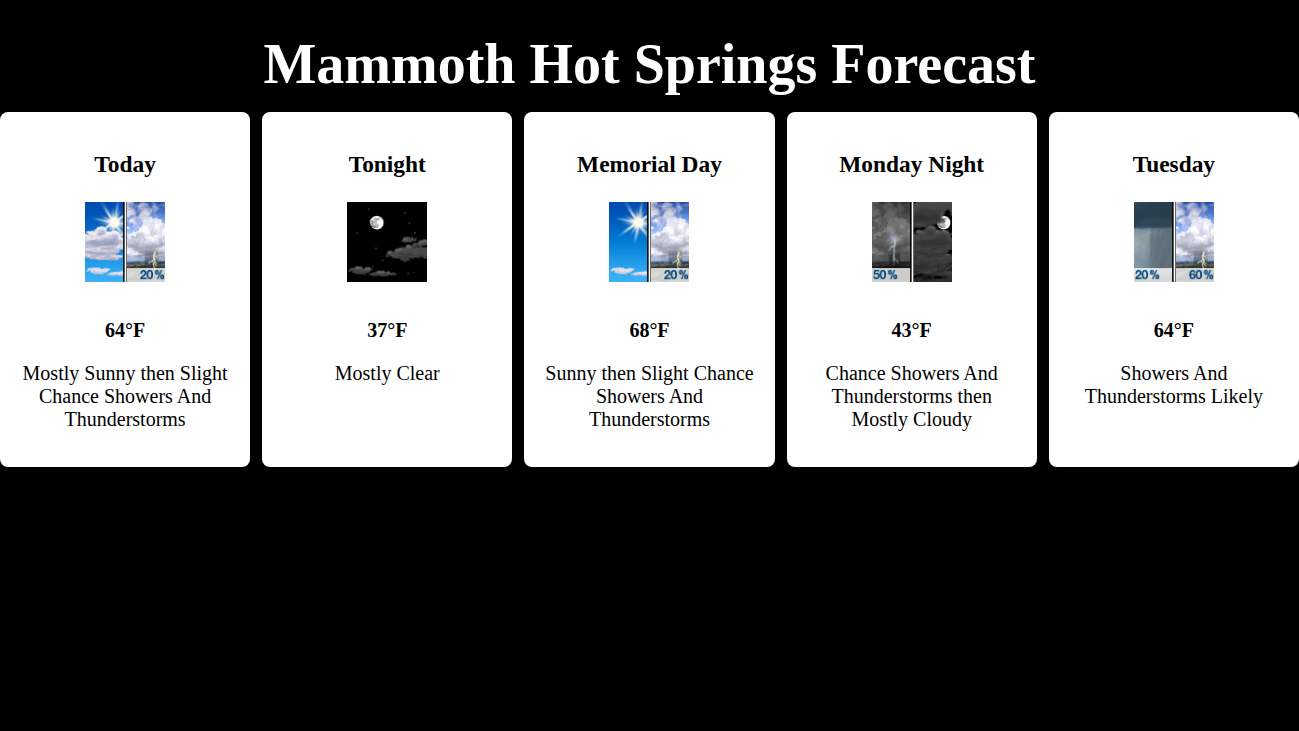 Mammoth Hot Springs Forecast
Today
20%
64°F
Mostly Sunny then Slight
Chance Showers And
Thunderstorms
Tonight
37°F
Mostly Clear
Memorial Day
20%
68°F
Sunny then Slight Chance
Showers And
Thunderstorms
Monday Night
50%
43°F
Chance Showers And
Thunderstorms then
Mostly Cloudy
Tuesday
20% 60%
64°F
Showers And
Thunderstorms Likely